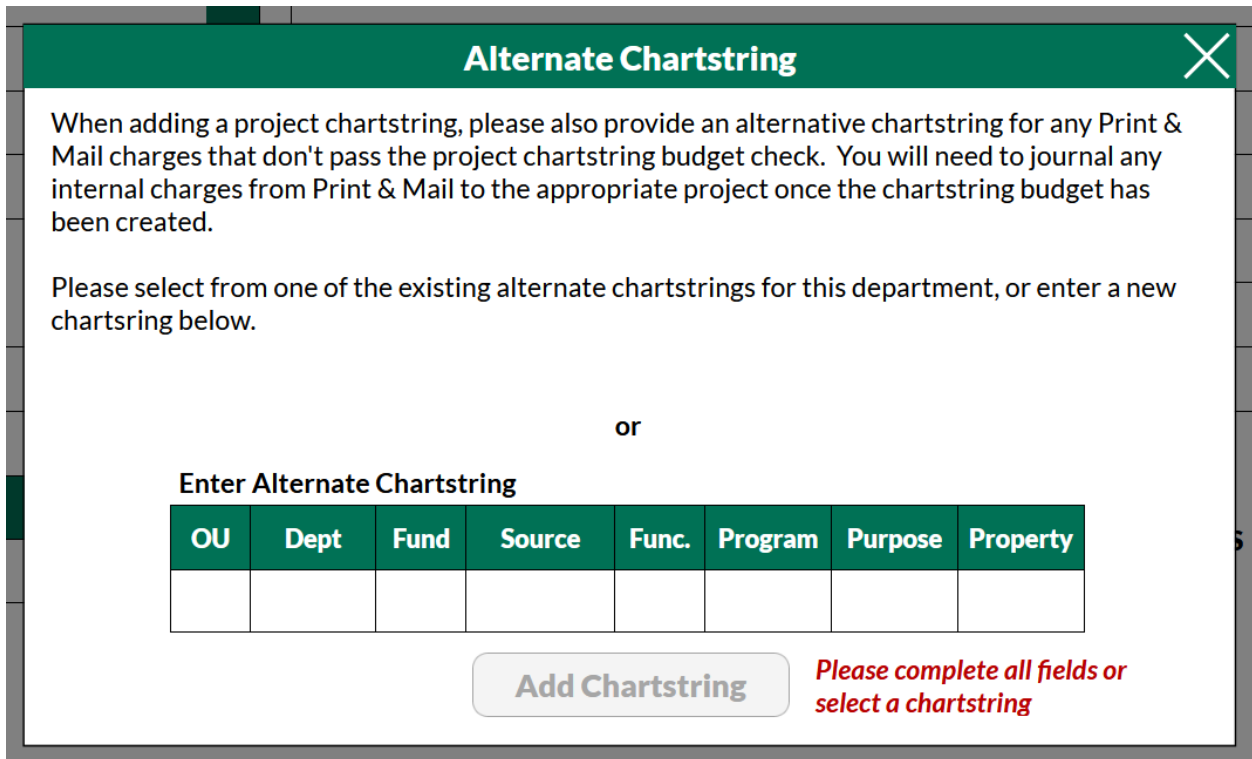 Alternate Chartstring
When adding a project chartstring, please also provide an alternative chartstring for any Print &
Mail charges that don't pass the project chartstring budget check.  You will need to journal any
internal charges from Print & Mail to the appropriate project once the chartstring budget has
been created.
Please select from one of the existing alternate chartstrings for this department, or enter a new
chartsring below.
or
Enter Alternate Chartstring
OU Dept Fund Source Func. Program Purpose Property
Add Chartstring
Please complete all fields or
select a chartstring